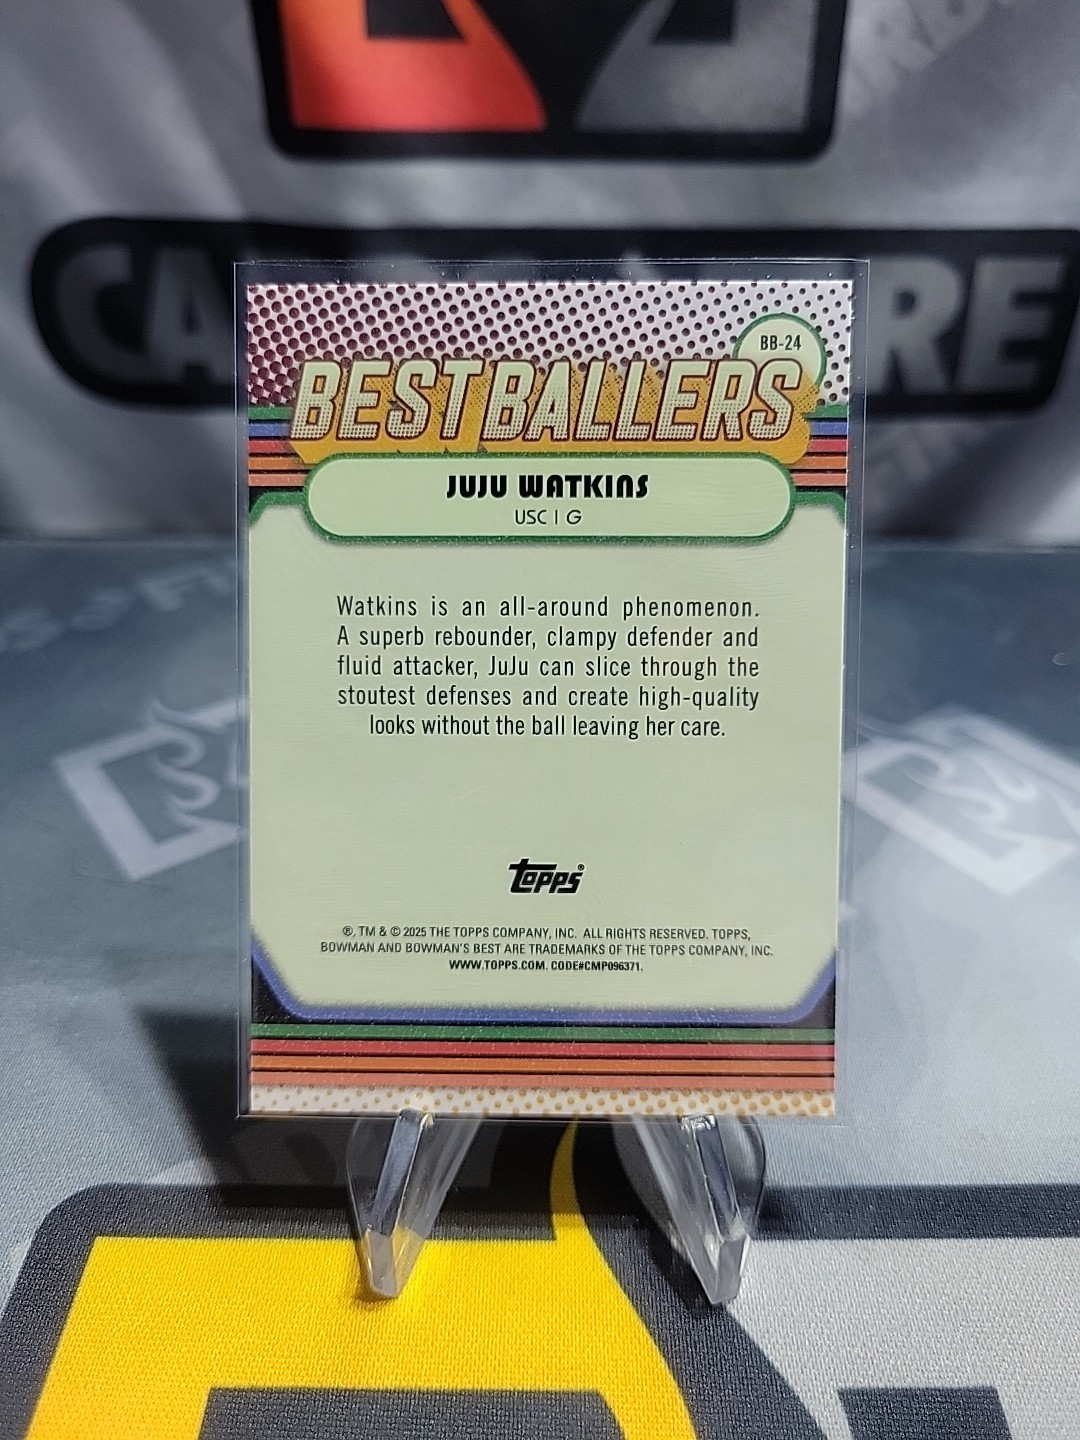 BB-24
BEST BALLERS
JUJU WATKINS
USC | G
Watkins is an all-around phenomenon.
A superb rebounder, clampy defender and
fluid attacker, JuJu can slice through the
stoutest defenses and create high-quality
looks without the ball leaving her care.
Topps®
®, TM & © 2025 THE TOPPS COMPANY, INC. ALL RIGHTS RESERVED. TOPPS,
BOWMAN AND BOWMAN'S BEST ARE TRADEMARKS OF THE TOPPS COMPANY, INC.
WWW.TOPPS.COM. CODE#CMP096371.